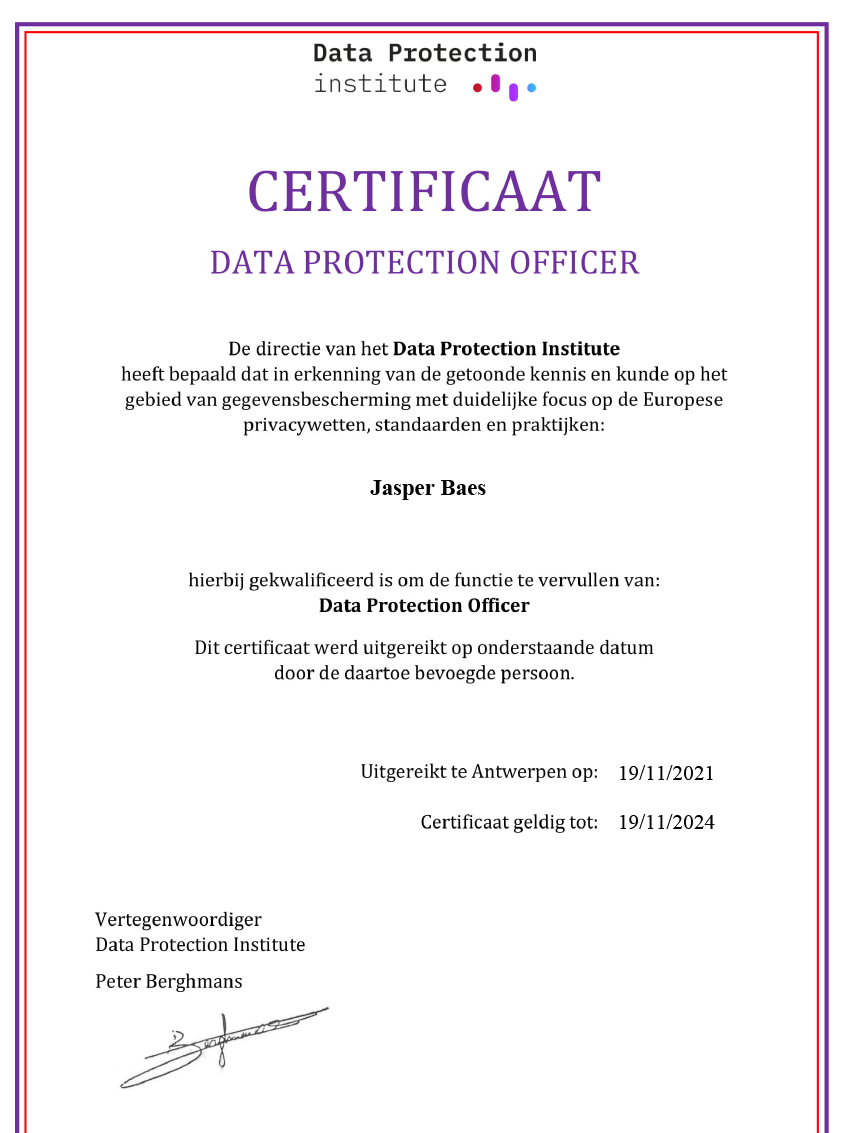 Data Protection
institute
CERTIFICAAT
DATA PROTECTION OFFICER
De directie van het Data Protection Institute
heeft bepaald dat in erkenning van de getoonde kennis en kunde op het
gebied van gegevensbescherming met duidelijke focus op de Europese
privacywetten, standaarden en praktijken:
Jasper Baes
hierbij gekwalificeerd is om de functie te vervullen van:
Data Protection Officer
Dit certificaat werd uitgereikt op onderstaande datum
door de daartoe bevoegde persoon.
Uitgereikt te Antwerpen op: 19/11/2021
Certificaat geldig tot: 19/11/2024
Vertegenwoordiger
Data Protection Institute
Peter Berghmans